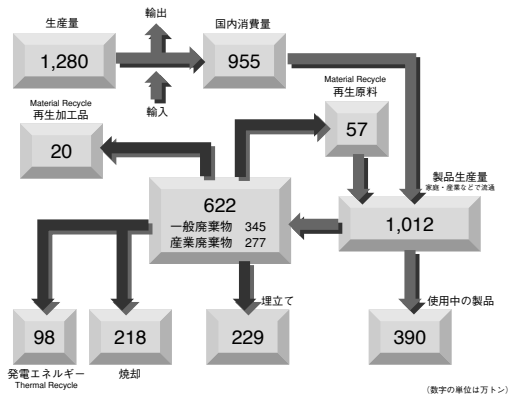 生産量
輸出
国内消費量
1,280
955
輸入
Material Recycle
再生加工品
20
Material Recycle
再生原料
57
製品生産量
家庭・産業などで流通
1,012
622
一般廃棄物 345
産業廃棄物 277
埋立て
使用中の製品
98
218
229
390
発電エネルギー
Thermal Recycle
焼却
(数字の単位は万トン)